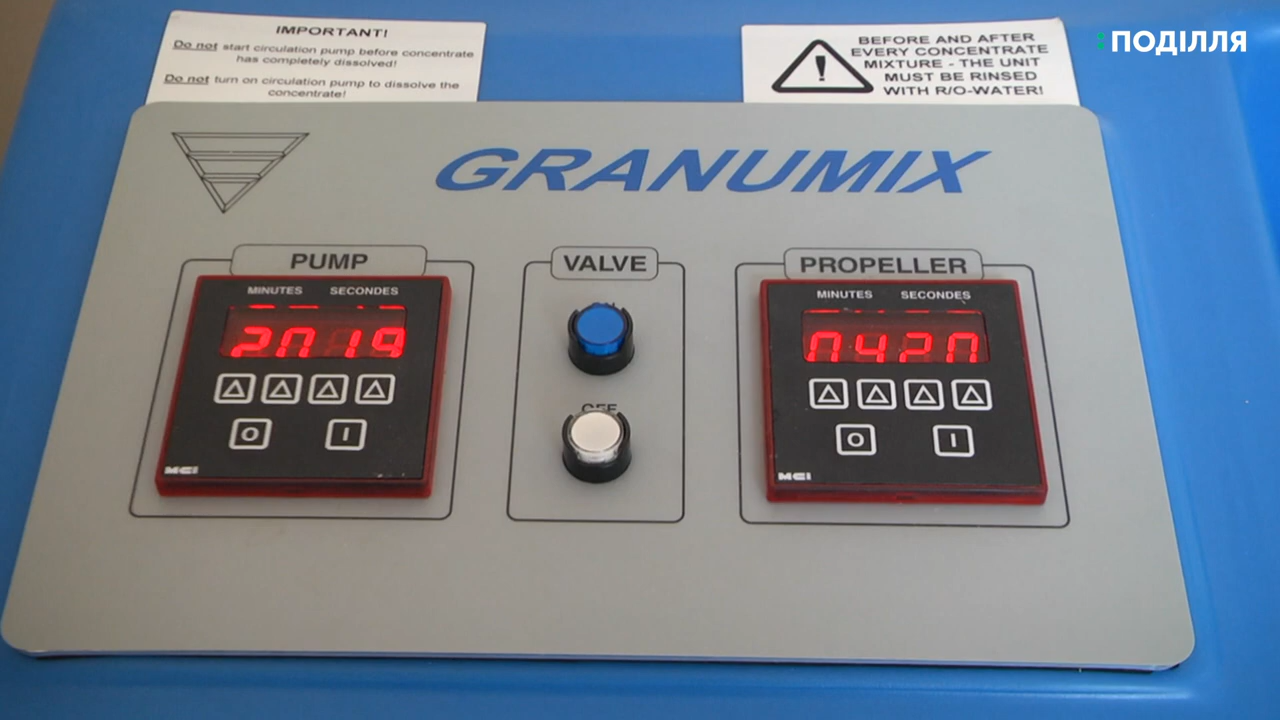 IMPORTANT!
Do not start circulation pump before concentrate
has completely dissolved!
Do not turn on circulation pump to dissolve the
concentrate!
BEFORE AND AFTER
EVERY CONCENTRATE
MIXTURE - THE UNIT
MUST BE RINSED
WITH R/O-WATER!
ПОДІЛЛЯ
GRANUMIX
PUMP
MINUTES SECONDES
O I
MCI
VALVE
OFF
PROPELLER
MINUTES SECONDES
O I
MCI